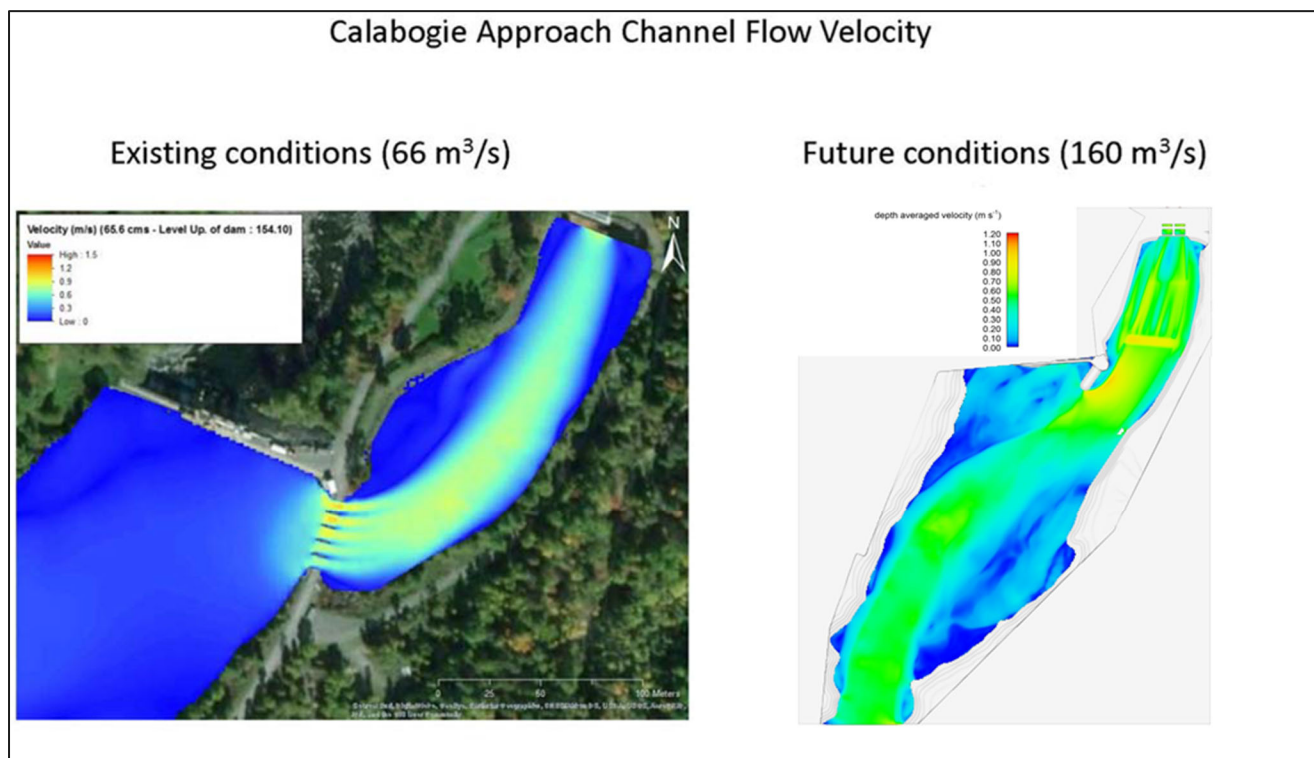 Calabogie Approach Channel Flow Velocity
Existing conditions (66 m³/s)
Future conditions (160 m³/s)
Velocity (m/s) (65.6 cms - Level Up. of dam : 154.10)
Value
High : 1.5
1.2
0.9
0.6
0.3
Low : 0
N
0 25 50 100 Meters
depth averaged velocity (m s⁻¹)
1.20
1.10
1.00
0.90
0.80
0.70
0.60
0.50
0.40
0.30
0.20
0.10
0.00